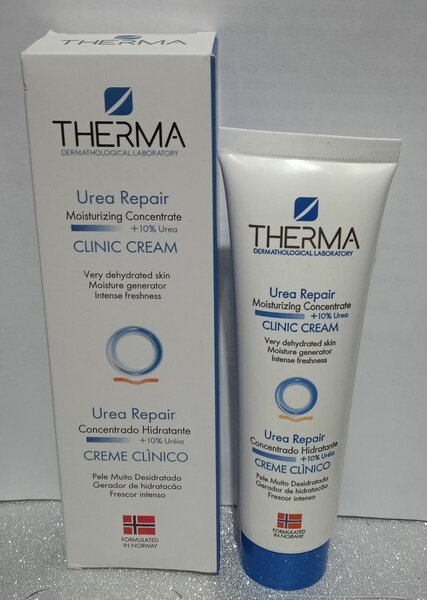 THERMA
THERMA
DERMATHOLOGICAL LABORATORY
Urea Repair
Moisturizing Concentrate
+10% Urea
CLINIC CREAM
Very dehydrated skin
Moisture generator
Intense freshness
Urea Repair
Concentrado Hidratante
+10% Uréia
CREME CLÌNICO
Pele Muito Desidratada
Gerador de hidratação
Frescor intenso
FORMULATED
IN NORWAY
THERMA
DERMATHOLOGICAL LABORATORY
Urea Repair
Moisturizing Concentrate
+10% Urea
CLINIC CREAM
Very dehydrated skin
Moisture generator
Intense freshness
Urea Repair
Concentrado Hidratante
+10% Uréia
CREME CLÌNICO
Pele Muito Desidratada
Gerador de hidratação
Frescor intenso
FORMULATED
IN NORWAY